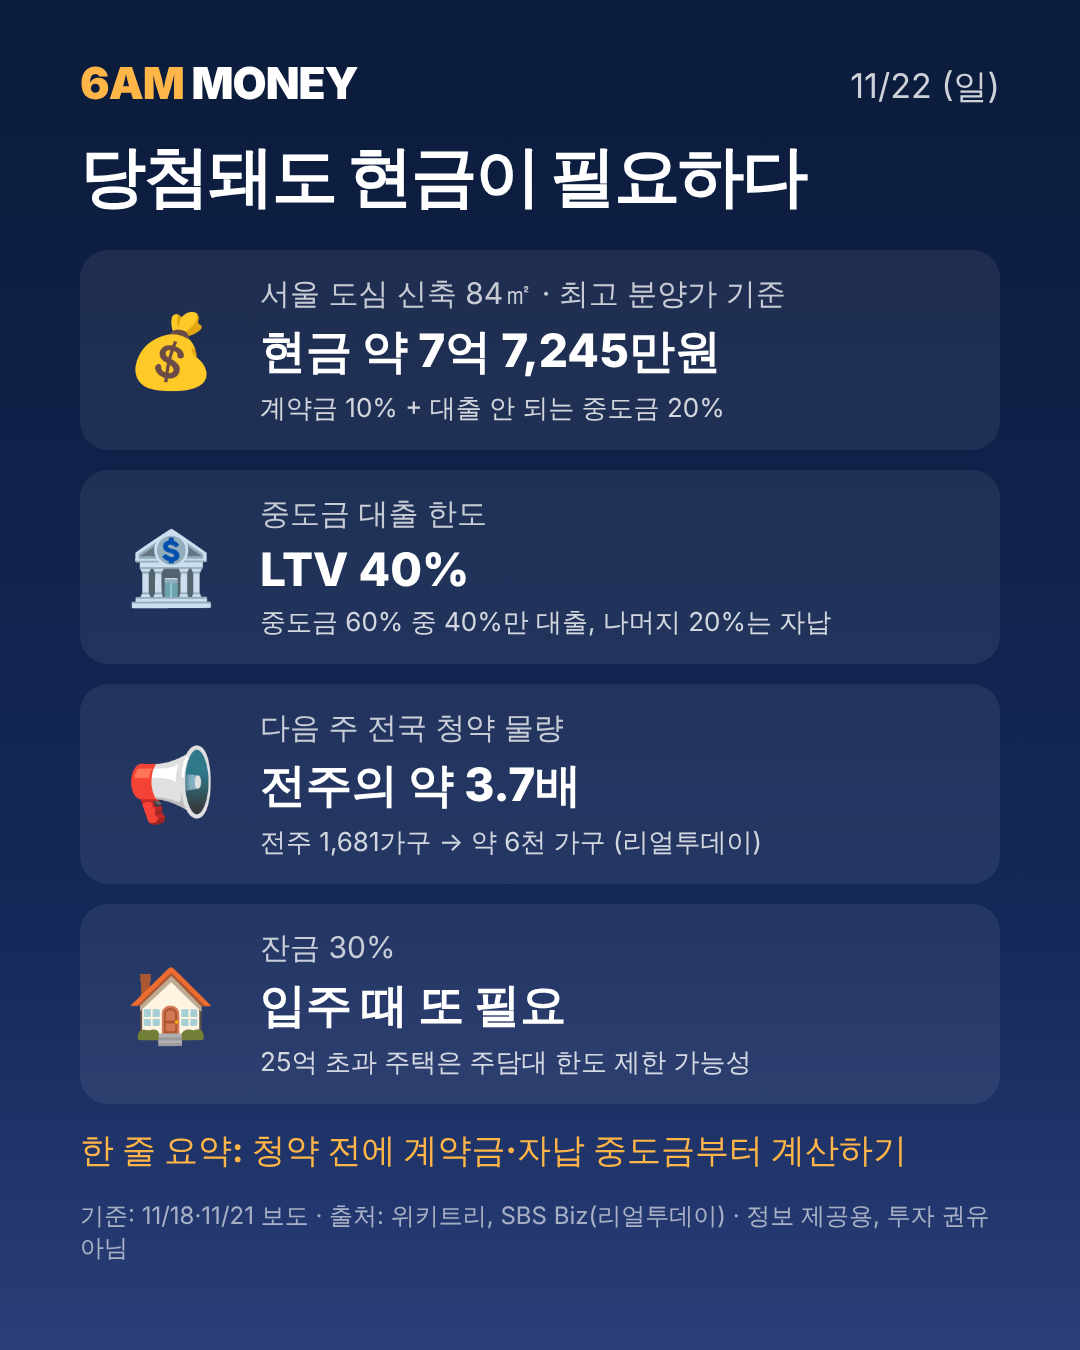 6AM MONEY
11/22 (일)
당첨돼도 현금이 필요하다
서울 도심 신축 84㎡ · 최고 분양가 기준
현금 약 7억 7,245만원
계약금 10% + 대출 안 되는 중도금 20%
중도금 대출 한도
LTV 40%
중도금 60% 중 40%만 대출, 나머지 20%는 자납
다음 주 전국 청약 물량
전주의 약 3.7배
전주 1,681가구 → 약 6천 가구 (리얼투데이)
잔금 30%
입주 때 또 필요
25억 초과 주택은 주담대 한도 제한 가능성
한 줄 요약: 청약 전에 계약금·자납 중도금부터 계산하기
기준: 11/18·11/21 보도 · 출처: 위키트리, SBS Biz(리얼투데이) · 정보 제공용, 투자 권유
아님